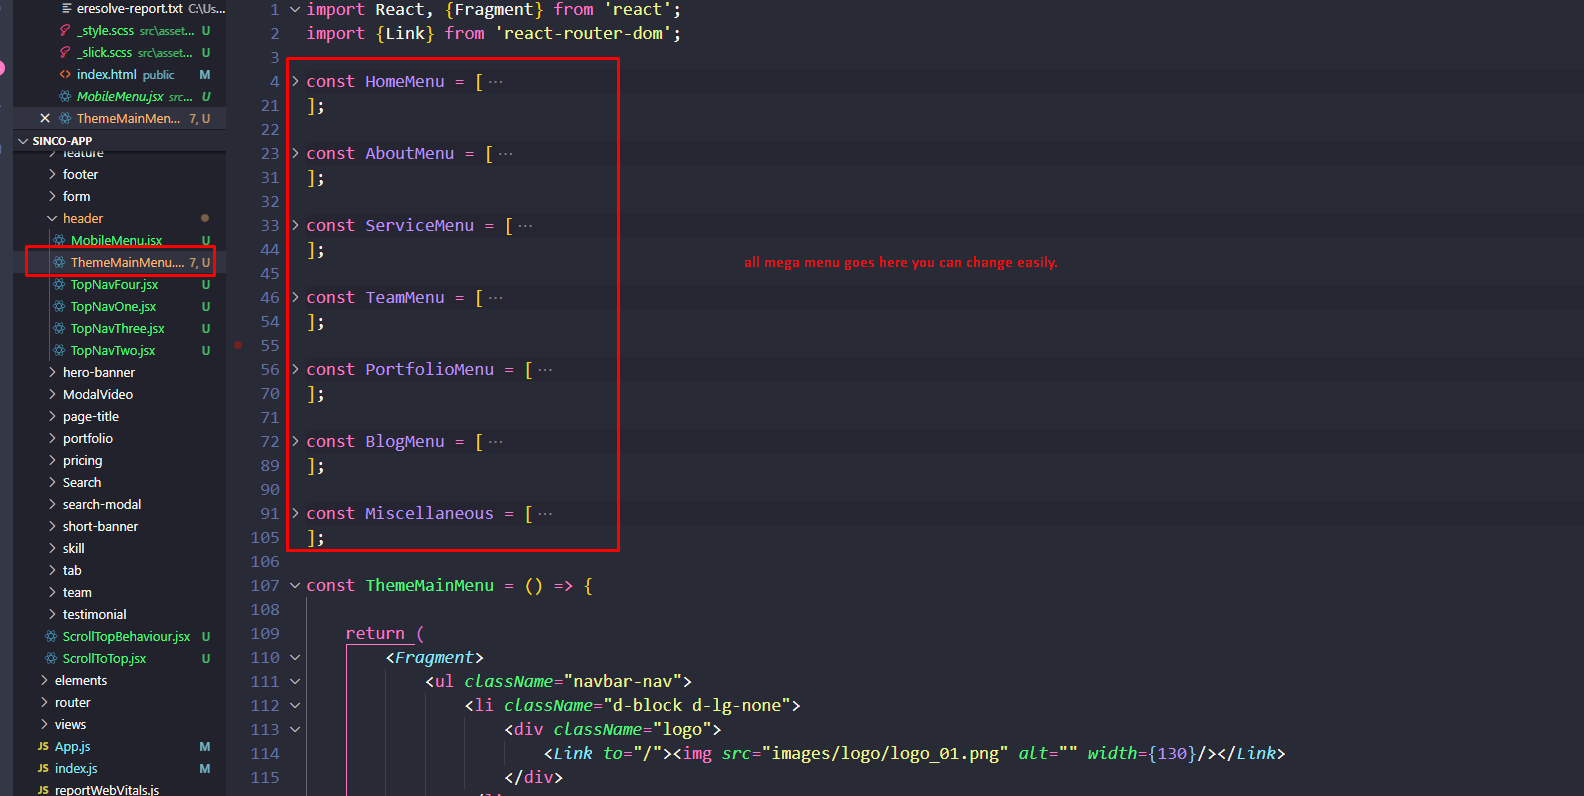 eresolve-report.txt C:\Us...
_style.scss src\asset... U
_slick.scss src\asset... U
index.html public M
MobileMenu.jsx src... U
ThemeMainMen... 7, U
SINCO-APP
feature
footer
form
header
MobileMenu.jsx U
ThemeMainMenu.... 7, U
TopNavFour.jsx U
TopNavOne.jsx U
TopNavThree.jsx U
TopNavTwo.jsx U
hero-banner
ModalVideo
page-title
portfolio
pricing
Search
search-modal
short-banner
skill
tab
team
testimonial
ScrollTopBehaviour.jsx U
ScrollToTop.jsx U
elements
router
views
JS App.js M
JS index.js M
JS reportWebVitals.js
1 import React, {Fragment} from 'react';
2 import {Link} from 'react-router-dom';
3
4 const HomeMenu = [ ...
21 ];
22
23 const AboutMenu = [ ...
31 ];
32
33 const ServiceMenu = [ ...
44 ];
45
46 const TeamMenu = [ ...
54 ];
55
56 const PortfolioMenu = [ ...
70 ];
71
72 const BlogMenu = [ ...
89 ];
90
91 const Miscellaneous = [ ...
105 ];
106
107 const ThemeMainMenu = () => {
108
109 return (
110 <Fragment>
111 <ul className="navbar-nav">
112 <li className="d-block d-lg-none">
113 <div className="logo">
114 <Link to="/"><img src="images/logo/logo_01.png" alt="" width={130}/></Link>
115 </div>
all mega menu goes here you can change easily.